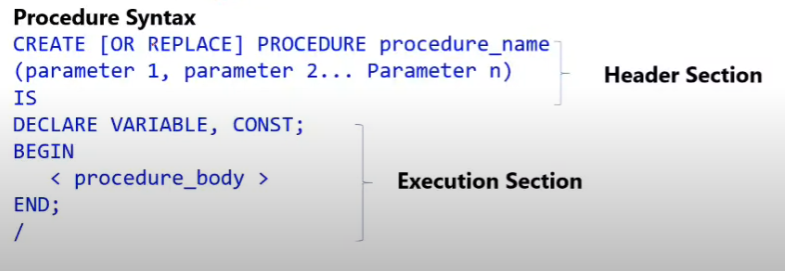 Procedure Syntax
CREATE [OR REPLACE] PROCEDURE procedure_name
(parameter 1, parameter 2... Parameter n)
Header Section
IS
DECLARE VARIABLE, CONST;
BEGIN
< procedure_body >
Execution Section
END;
/